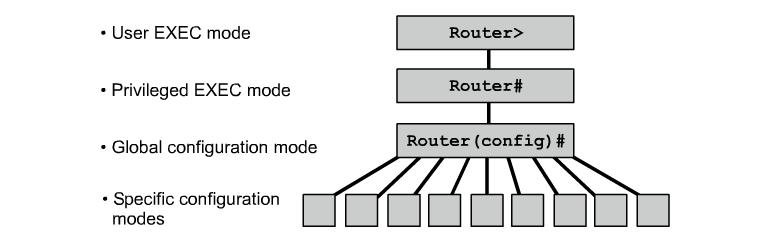 • User EXEC mode
Router>
• Privileged EXEC mode
Router#
• Global configuration mode
Router(config)#
• Specific configuration
modes